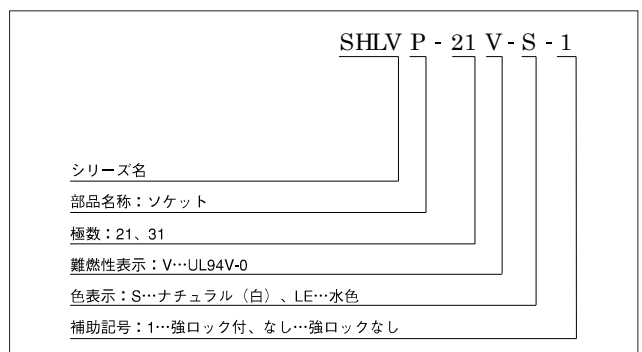 SHLV P - 21 V - S - 1
シリーズ名
部品名称：ソケット
極数：21、31
難燃性表示：V…UL94V-0
色表示：S…ナチュラル（白）、LE…水色
補助記号：1…強ロック付、なし…強ロックなし